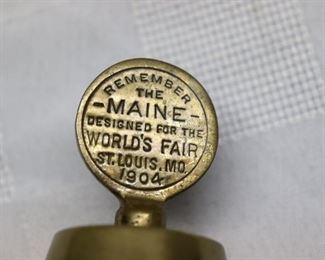 REMEMBER
THE
-MAINE-
DESIGNED FOR THE
WORLD'S FAIR
ST. LOUIS, MO.
1904